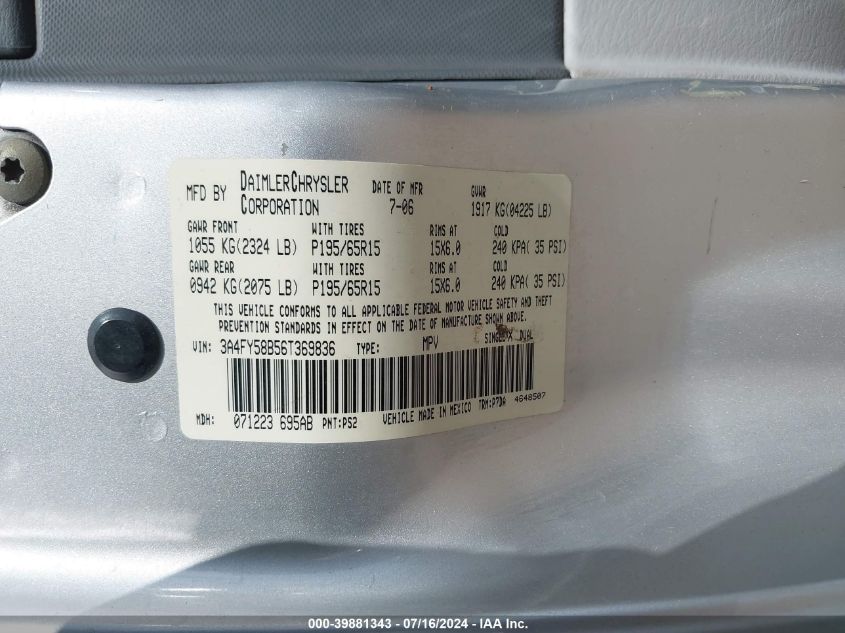 MFD BY DAIMLERCHRYSLER CORPORATION DATE OF MFR 7-06 GVWR 1917 KG(04225 LB)
GAWR FRONT WITH TIRES RIMS AT COLD
1055 KG(2324 LB) P195/65R15 15X6.0 240 KPA( 35 PSI)
GAWR REAR WITH TIRES RIMS AT COLD
0942 KG(2075 LB) P195/65R15 15X6.0 240 KPA( 35 PSI)
THIS VEHICLE CONFORMS TO ALL APPLICABLE FEDERAL MOTOR VEHICLE SAFETY AND THEFT
PREVENTION STANDARDS IN EFFECT ON THE DATE OF MANUFACTURE SHOWN ABOVE.
VIN: 3A4FY58B56T369836 TYPE: MPV SINGLE X DUAL
MDH: 071223 695AB PNT:PS2 VEHICLE MADE IN MEXICO TRM:P7DA 4648507
000-39881343 - 07/16/2024 - IAA Inc.